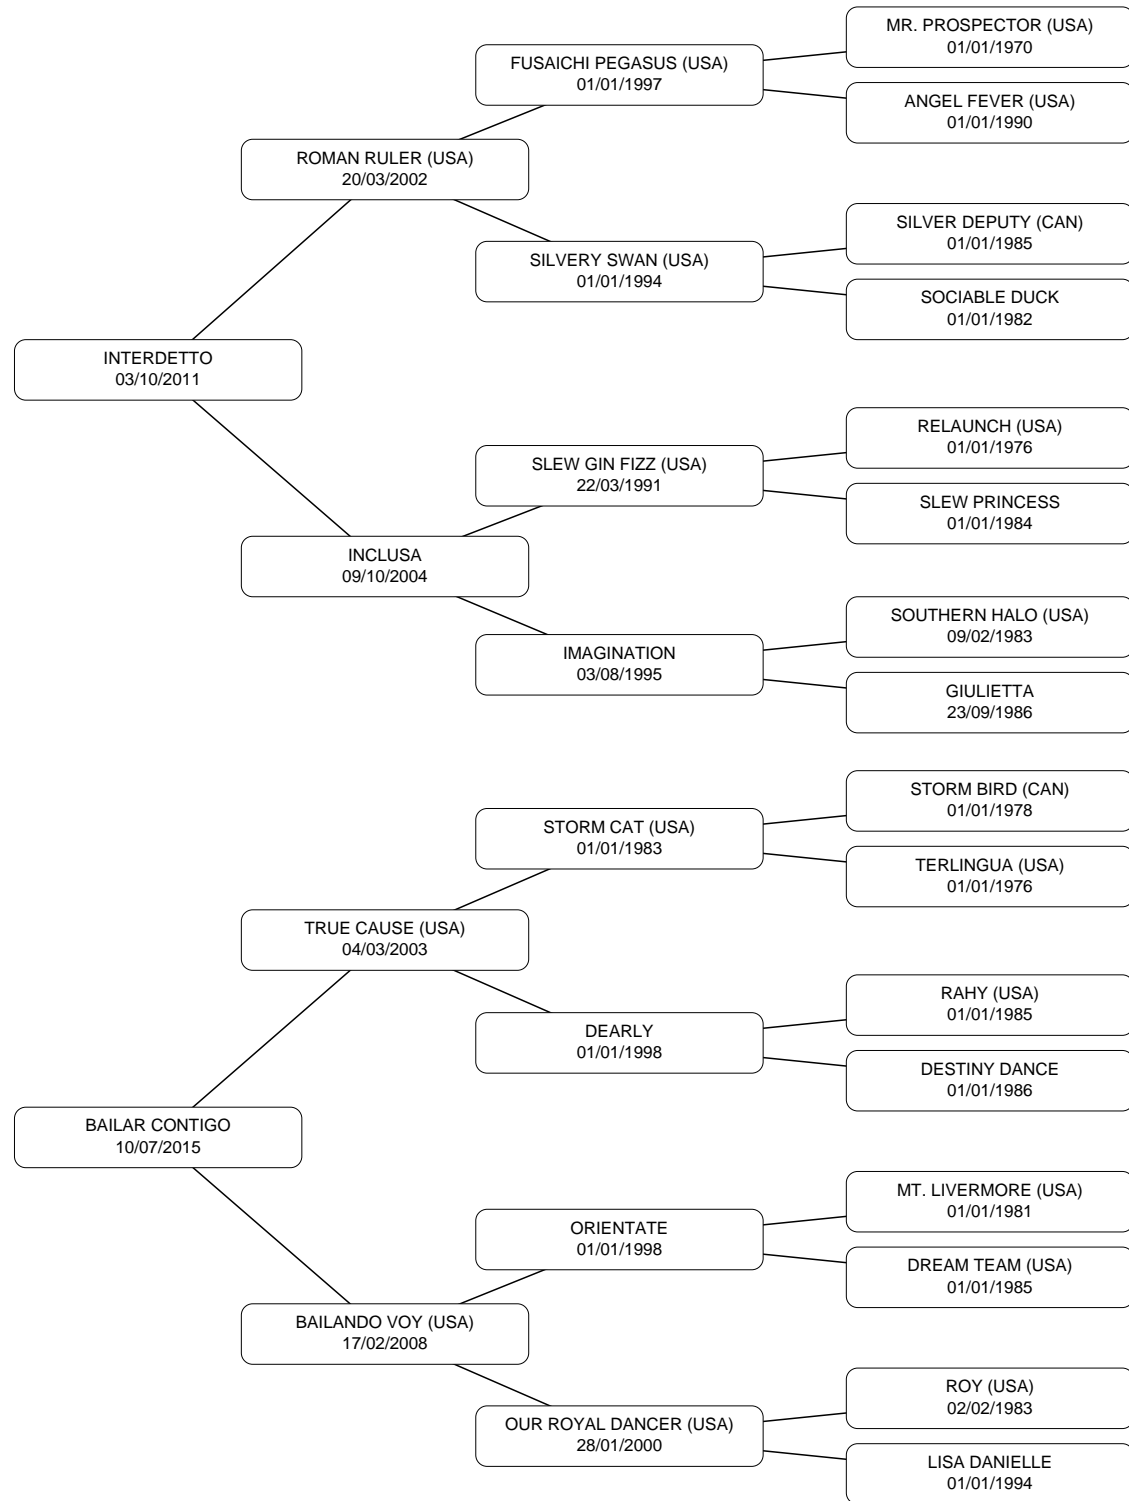 MR. PROSPECTOR (USA)
01/01/1970
FUSAICHI PEGASUS (USA)
01/01/1997
ANGEL FEVER (USA)
01/01/1990
ROMAN RULER (USA)
20/03/2002
SILVER DEPUTY (CAN)
01/01/1985
SILVERY SWAN (USA)
01/01/1994
SOCIABLE DUCK
01/01/1982
INTERDETTO
03/10/2011
RELAUNCH (USA)
01/01/1976
SLEW GIN FIZZ (USA)
22/03/1991
SLEW PRINCESS
01/01/1984
INCLUSA
09/10/2004
SOUTHERN HALO (USA)
09/02/1983
IMAGINATION
03/08/1995
GIULIETTA
23/09/1986
STORM BIRD (CAN)
01/01/1978
STORM CAT (USA)
01/01/1983
TERLINGUA (USA)
01/01/1976
TRUE CAUSE (USA)
04/03/2003
RAHY (USA)
01/01/1985
DEARLY
01/01/1998
DESTINY DANCE
01/01/1986
BAILAR CONTIGO
10/07/2015
MT. LIVERMORE (USA)
01/01/1981
ORIENTATE
01/01/1998
DREAM TEAM (USA)
01/01/1985
BAILANDO VOY (USA)
17/02/2008
ROY (USA)
02/02/1983
OUR ROYAL DANCER (USA)
28/01/2000
LISA DANIELLE
01/01/1994